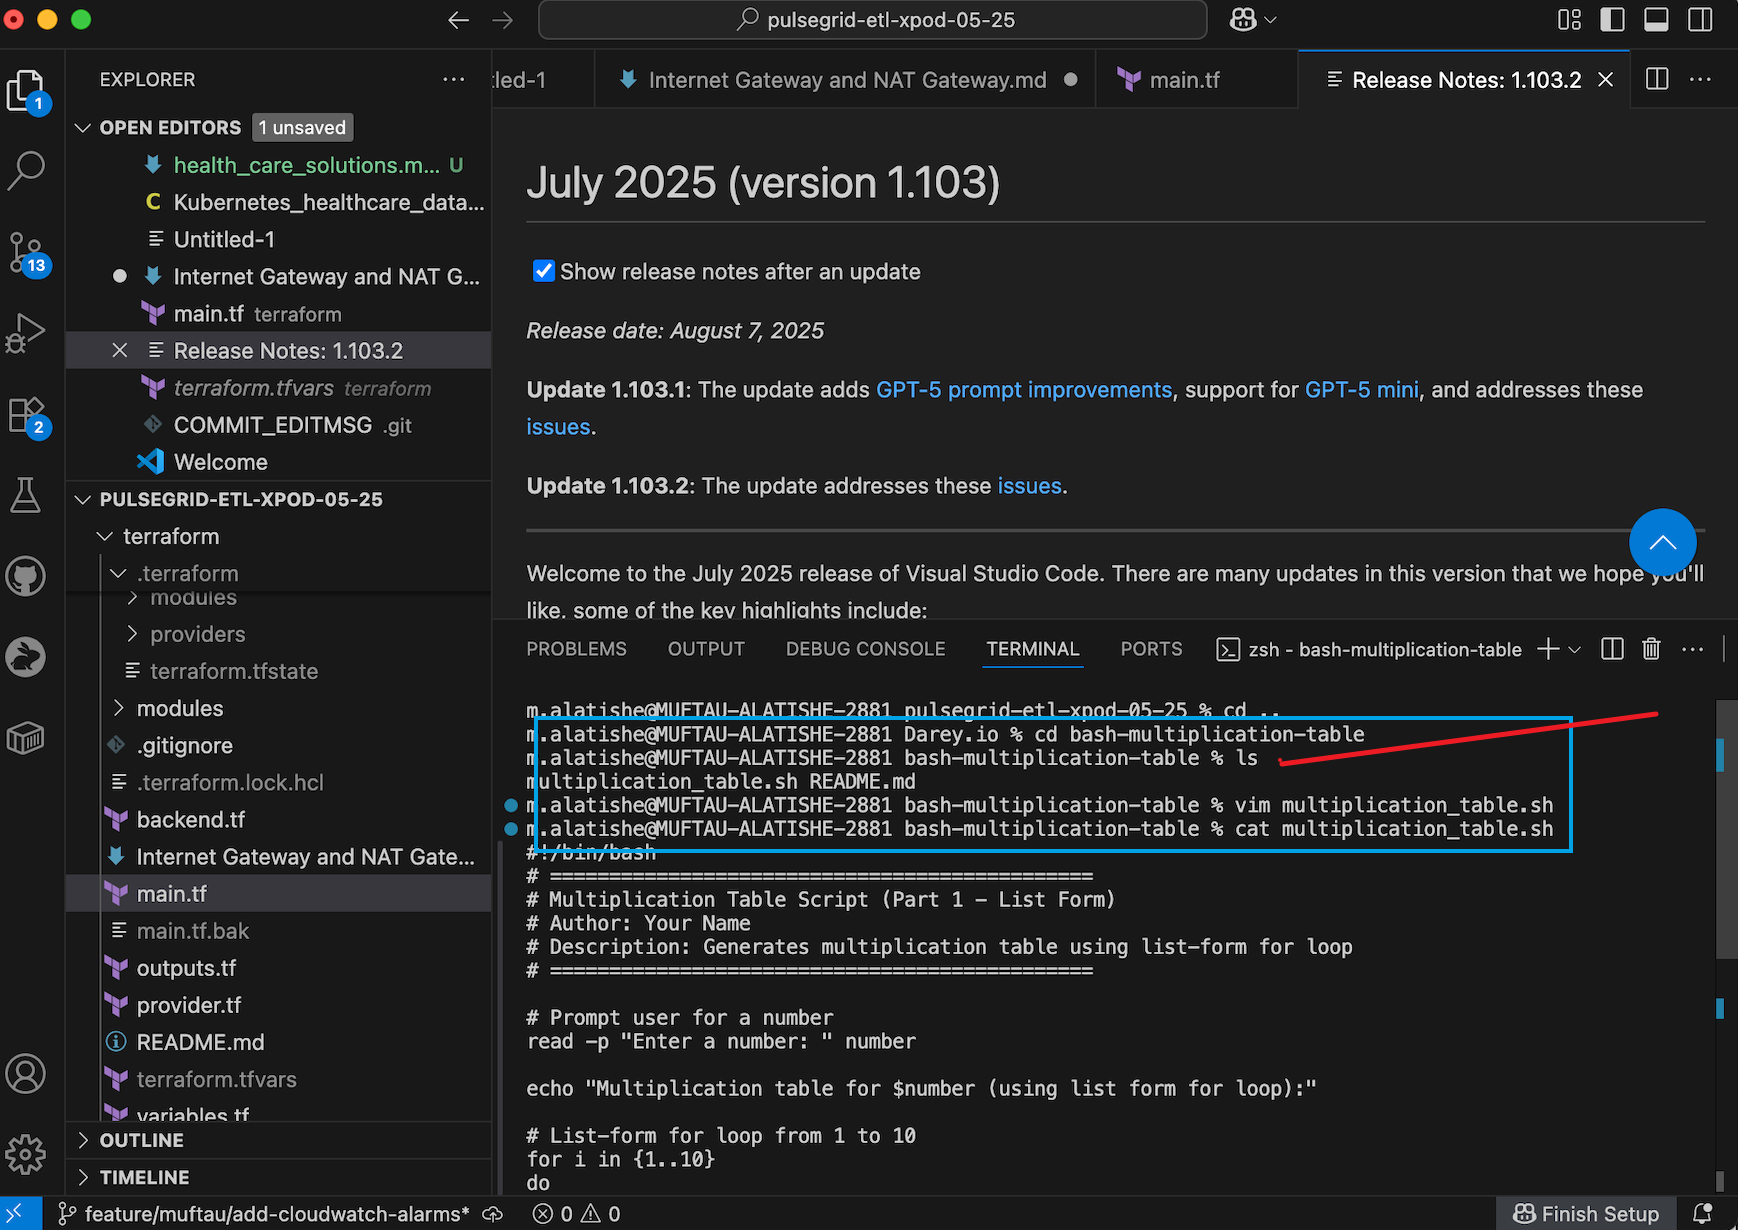 pulsegrid-etl-xpod-05-25
EXPLORER
OPEN EDITORS 1 unsaved
health_care_solutions.m... U
Kubernetes_healthcare_data...
Untitled-1
Internet Gateway and NAT G...
main.tf terraform
Release Notes: 1.103.2
terraform.tfvars terraform
COMMIT_EDITMSG .git
Welcome
PULSEGRID-ETL-XPOD-05-25
terraform
.terraform
modules
providers
terraform.tfstate
modules
.gitignore
.terraform.lock.hcl
backend.tf
Internet Gateway and NAT Gate...
main.tf
main.tf.bak
outputs.tf
provider.tf
README.md
terraform.tfvars
variables.tf
OUTLINE
TIMELINE
1
13
2
tled-1 Internet Gateway and NAT Gateway.md main.tf Release Notes: 1.103.2
July 2025 (version 1.103)
Show release notes after an update
Release date: August 7, 2025
Update 1.103.1: The update adds GPT-5 prompt improvements, support for GPT-5 mini, and addresses these
issues.
Update 1.103.2: The update addresses these issues.
Welcome to the July 2025 release of Visual Studio Code. There are many updates in this version that we hope you'll
like, some of the key highlights include:
PROBLEMS OUTPUT DEBUG CONSOLE TERMINAL PORTS zsh - bash-multiplication-table
m.alatishe@MUFTAU-ALATISHE-2881 pulsegrid-etl-xpod-05-25 % cd ..
m.alatishe@MUFTAU-ALATISHE-2881 Darey.io % cd bash-multiplication-table
m.alatishe@MUFTAU-ALATISHE-2881 bash-multiplication-table % ls
multiplication_table.sh README.md
m.alatishe@MUFTAU-ALATISHE-2881 bash-multiplication-table % vim multiplication_table.sh
m.alatishe@MUFTAU-ALATISHE-2881 bash-multiplication-table % cat multiplication_table.sh
#!/bin/bash
# ==============================================
# Multiplication Table Script (Part 1 - List Form)
# Author: Your Name
# Description: Generates multiplication table using list-form for loop
# ==============================================
# Prompt user for a number
read -p "Enter a number: " number
echo "Multiplication table for $number (using list form for loop):"
# List-form for loop from 1 to 10
for i in {1..10}
do
feature/muftau/add-cloudwatch-alarms* 0 0 Finish Setup